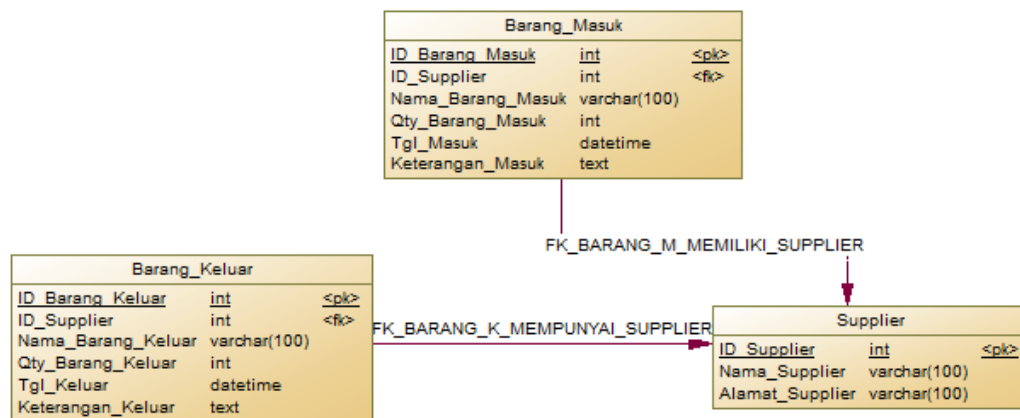 Barang_Masuk
ID_Barang_Masuk int <pk>
ID_Supplier int <fk>
Nama_Barang_Masuk varchar(100)
Qty_Barang_Masuk int
Tgl_Masuk datetime
Keterangan_Masuk text
FK_BARANG_M_MEMILIKI_SUPPLIER
Barang_Keluar
ID_Barang_Keluar int <pk>
ID_Supplier int <fk>
Nama_Barang_Keluar varchar(100)
Qty_Barang_Keluar int
Tgl_Keluar datetime
Keterangan_Keluar text
FK_BARANG_K_MEMPUNYAI_SUPPLIER
Supplier
ID_Supplier int <pk>
Nama_Supplier varchar(100)
Alamat_Supplier varchar(100)